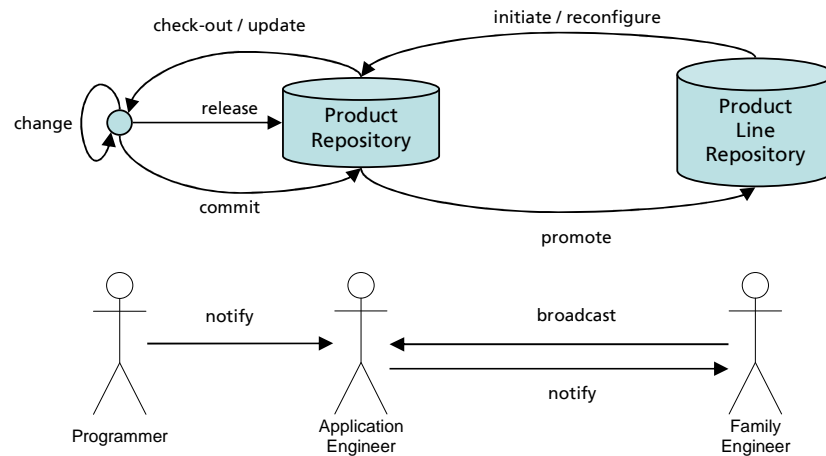 check-out / update
initiate / reconfigure
change
release
Product
Repository
Product
Line
Repository
commit
promote
notify
broadcast
notify
Programmer
Application
Engineer
Family
Engineer